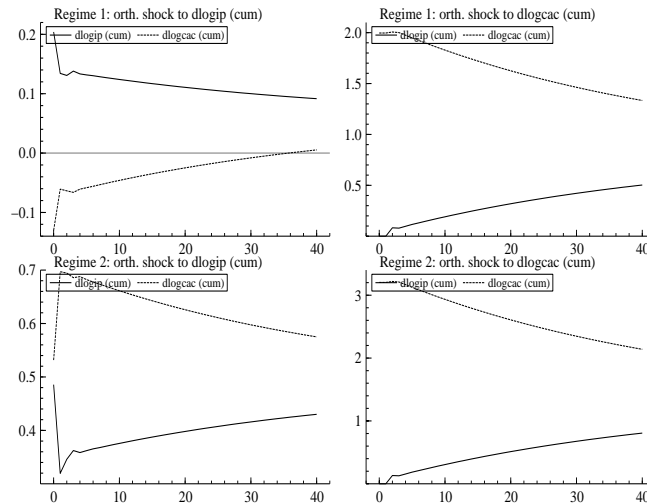 Regime 1: orth. shock to dlogip (cum)
dlogip (cum) dlogcac (cum)
0.2
0.1
0.0
−0.1
0 10 20 30 40
Regime 1: orth. shock to dlogcac (cum)
dlogip (cum) dlogcac (cum)
2.0
1.5
1.0
0.5
0 10 20 30 40
Regime 2: orth. shock to dlogip (cum)
dlogip (cum) dlogcac (cum)
0.7
0.6
0.5
0.4
0 10 20 30 40
Regime 2: orth. shock to dlogcac (cum)
dlogip (cum) dlogcac (cum)
3
2
1
0 10 20 30 40